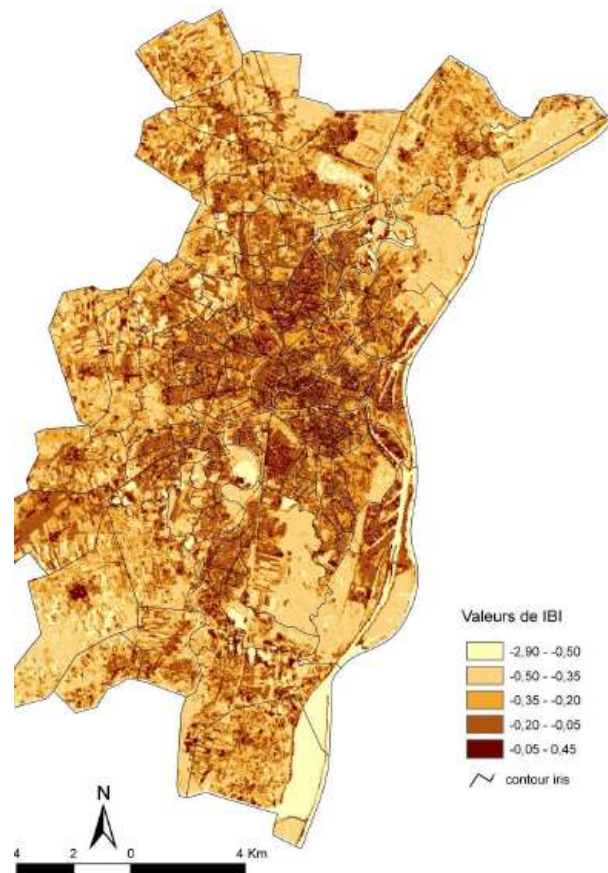 Valeurs de IBI
-2,90 - -0,50
-0,50 - -0,35
-0,35 - -0,20
-0,20 - -0,05
-0,05 - 0,45
contour iris
N
4 2 0 4 Km